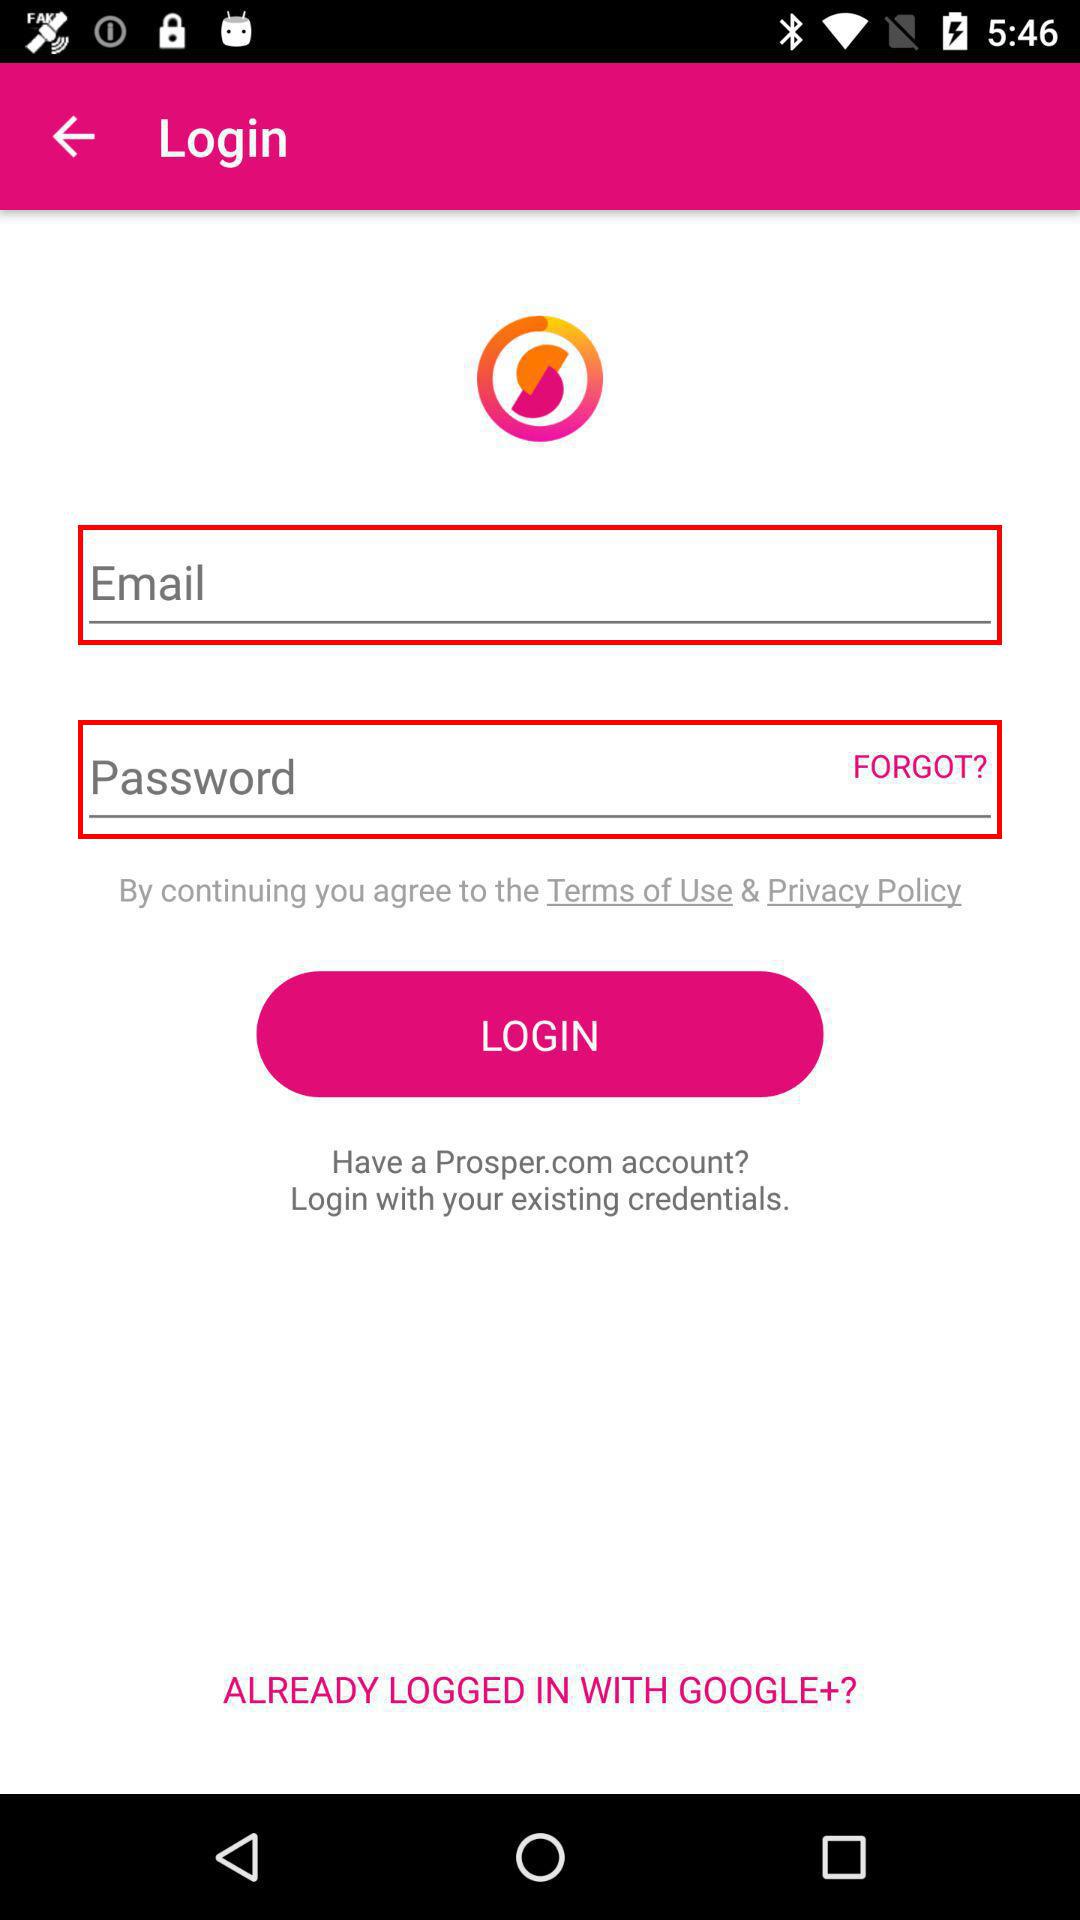 FAKE
5:46
Login
Email
Password
FORGOT?
By continuing you agree to the Terms of Use & Privacy Policy
LOGIN
Have a Prosper.com account?
Login with your existing credentials.
ALREADY LOGGED IN WITH GOOGLE+?